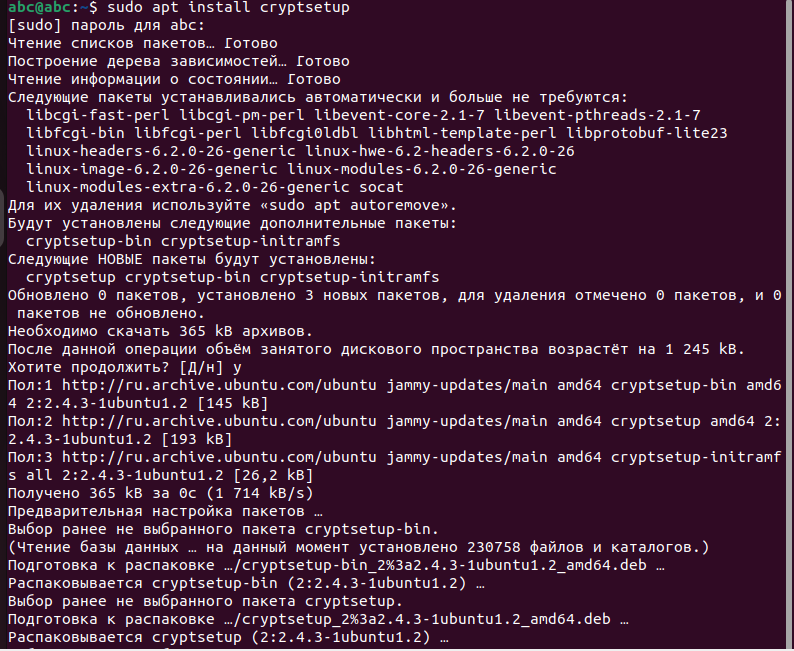 abc@abc:~$ sudo apt install cryptsetup
[sudo] пароль для abc:
Чтение списков пакетов… Готово
Построение дерева зависимостей… Готово
Чтение информации о состоянии… Готово
Следующие пакеты устанавливались автоматически и больше не требуются:
  libcgi-fast-perl libcgi-pm-perl libevent-core-2.1-7 libevent-pthreads-2.1-7
  libfcgi-bin libfcgi-perl libfcgi0ldbl libhtml-template-perl libprotobuf-lite23
  linux-headers-6.2.0-26-generic linux-hwe-6.2-headers-6.2.0-26
  linux-image-6.2.0-26-generic linux-modules-6.2.0-26-generic
  linux-modules-extra-6.2.0-26-generic socat
Для их удаления используйте «sudo apt autoremove».
Будут установлены следующие дополнительные пакеты:
  cryptsetup-bin cryptsetup-initramfs
Следующие НОВЫЕ пакеты будут установлены:
  cryptsetup cryptsetup-bin cryptsetup-initramfs
Обновлено 0 пакетов, установлено 3 новых пакетов, для удаления отмечено 0 пакетов, и 0
 пакетов не обновлено.
Необходимо скачать 365 kB архивов.
После данной операции объём занятого дискового пространства возрастёт на 1 245 kB.
Хотите продолжить? [Д/н] y
Пол:1 http://ru.archive.ubuntu.com/ubuntu jammy-updates/main amd64 cryptsetup-bin amd6
4 2:2.4.3-1ubuntu1.2 [145 kB]
Пол:2 http://ru.archive.ubuntu.com/ubuntu jammy-updates/main amd64 cryptsetup amd64 2:
2.4.3-1ubuntu1.2 [193 kB]
Пол:3 http://ru.archive.ubuntu.com/ubuntu jammy-updates/main amd64 cryptsetup-initramf
s all 2:2.4.3-1ubuntu1.2 [26,2 kB]
Получено 365 kB за 0с (1 714 kB/s)
Предварительная настройка пакетов …
Выбор ранее не выбранного пакета cryptsetup-bin.
(Чтение базы данных … на данный момент установлено 230758 файлов и каталогов.)
Подготовка к распаковке …/cryptsetup-bin_2%3a2.4.3-1ubuntu1.2_amd64.deb …
Распаковывается cryptsetup-bin (2:2.4.3-1ubuntu1.2) …
Выбор ранее не выбранного пакета cryptsetup.
Подготовка к распаковке …/cryptsetup_2%3a2.4.3-1ubuntu1.2_amd64.deb …
Распаковывается cryptsetup (2:2.4.3-1ubuntu1.2) …